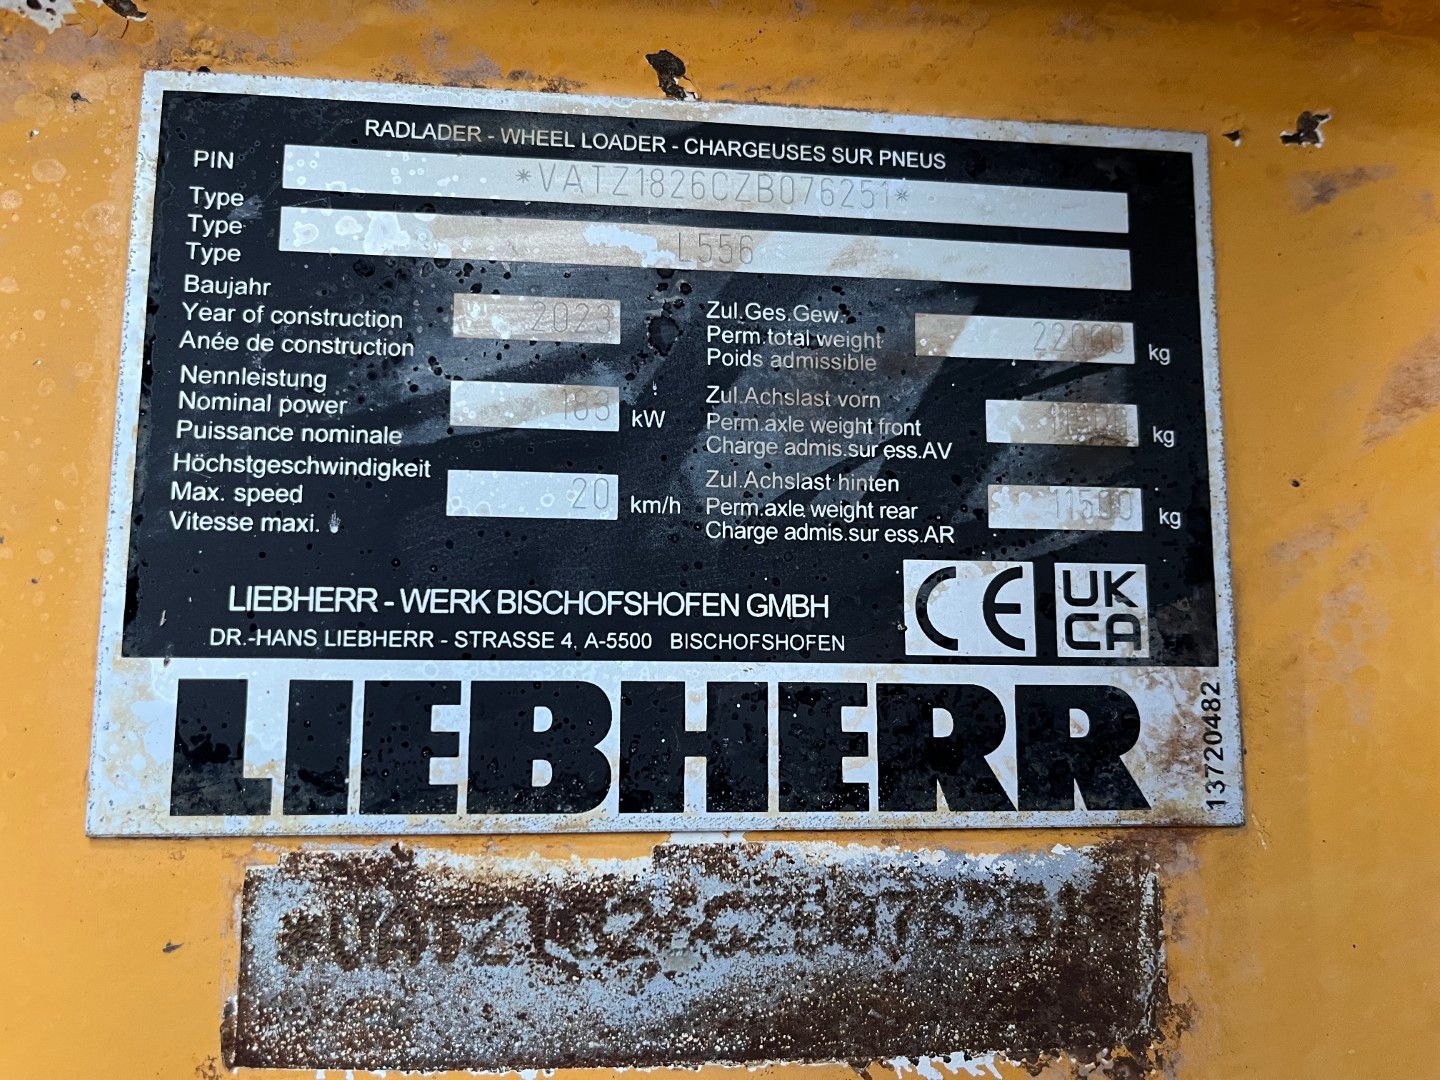 RADLADER - WHEEL LOADER - CHARGEUSES SUR PNEUS
PIN *VATZ1826CZB076251*
Type
Type L556
Type
Baujahr
Year of construction 2023
Anée de construction
Zul.Ges.Gew.
Perm.total weight 22000 kg
Poids admissible
Nennleistung
Nominal power 183 kW
Puissance nominale
Zul.Achslast vorn
Perm.axle weight front kg
Charge admis.sur ess.AV
Höchstgeschwindigkeit
Max. speed 20 km/h
Vitesse maxi.
Zul.Achslast hinten
Perm.axle weight rear 11500 kg
Charge admis.sur ess.AR
LIEBHERR - WERK BISCHOFSHOFEN GMBH
DR.-HANS LIEBHERR - STRASSE 4, A-5500 BISCHOFSHOFEN
CE
UK
CA
LIEBHERR
13720482